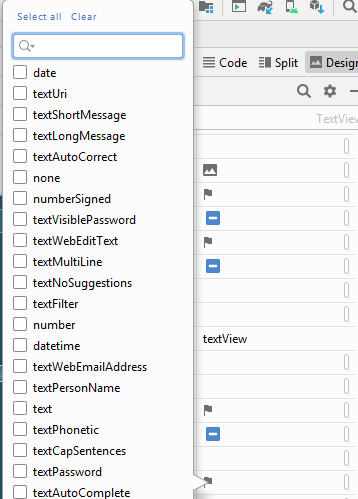 Select all Clear
Code Split Design
TextView
date
textUri
textShortMessage
textLongMessage
textAutoCorrect
none
numberSigned
textVisiblePassword
textWebEditText
textMultiLine
textNoSuggestions
textFilter
number
textView
datetime
textWebEmailAddress
textPersonName
text
textPhonetic
textCapSentences
textPassword
textAutoComplete